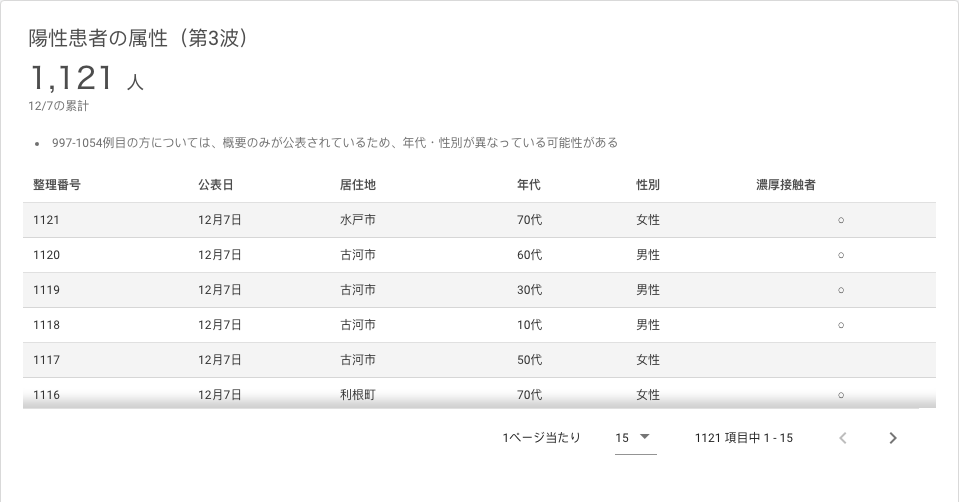 陽性患者の属性（第3波）
1,121 人
12/7の累計
• 997-1054例目の方については、概要のみが公表されているため、年代・性別が異なっている可能性がある
整理番号 公表日 居住地 年代 性別 濃厚接触者
1121 12月7日 水戸市 70代 女性 ○
1120 12月7日 古河市 60代 男性 ○
1119 12月7日 古河市 30代 男性 ○
1118 12月7日 古河市 10代 男性 ○
1117 12月7日 古河市 50代 女性
1116 12月7日 利根町 70代 女性 ○
1ページ当たり 15 1121 項目中 1 - 15